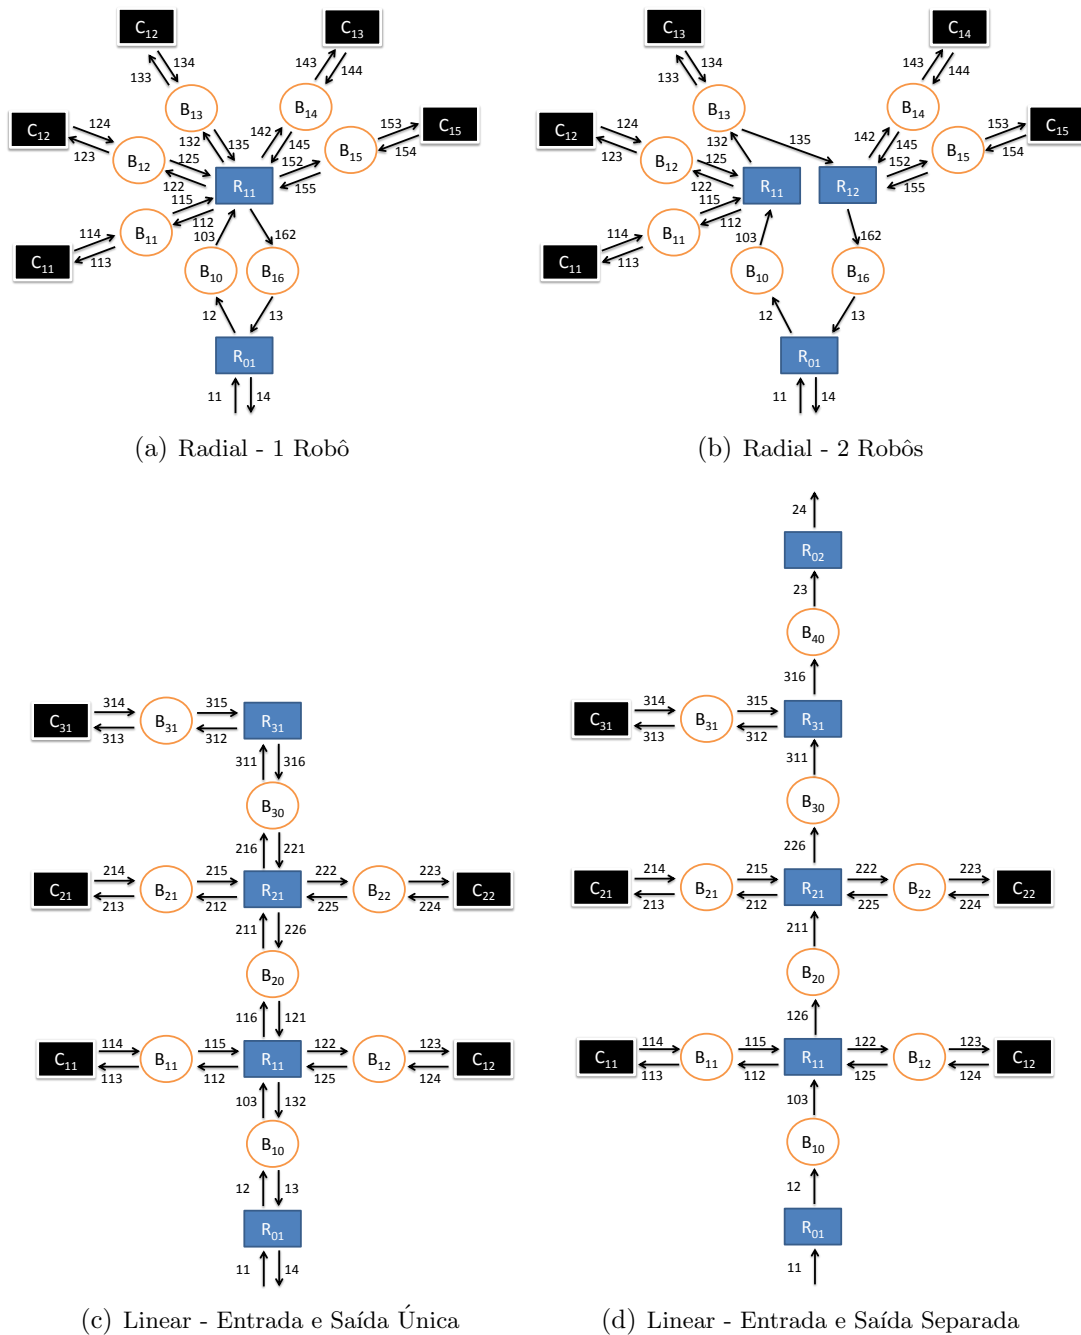 C12
C13
134
133
144
143
B13
B14
C12
C15
124
123
153
154
132
135
142
145
B12
B15
125
122
152
155
R11
115
112
B11
114
113
C11
103
162
B10
B16
12
13
R01
11
14
(a) Radial - 1 Robô
C13
C14
134
133
143
144
B13
B14
C12
C15
124
123
153
154
132
135
142
145
B12
B15
125
122
152
155
R11
R12
115
112
B11
114
113
C11
103
162
B10
B16
12
13
R01
11
14
(b) Radial - 2 Robôs
C31
314
313
B31
315
312
R31
311
316
B30
216
221
C21
214
213
B21
215
212
R21
222
225
B22
223
224
C22
211
226
B20
116
121
C11
114
113
B11
115
112
R11
122
125
B12
123
124
C12
103
132
B10
12
13
R01
11
14
(c) Linear - Entrada e Saída Única
24
R02
23
B40
316
C31
314
313
B31
315
312
R31
311
B30
226
C21
214
213
B21
215
212
R21
222
225
B22
223
224
C22
211
B20
126
C11
114
113
B11
115
112
R11
122
125
B12
123
124
C12
103
B10
12
R01
11
(d) Linear - Entrada e Saída Separada